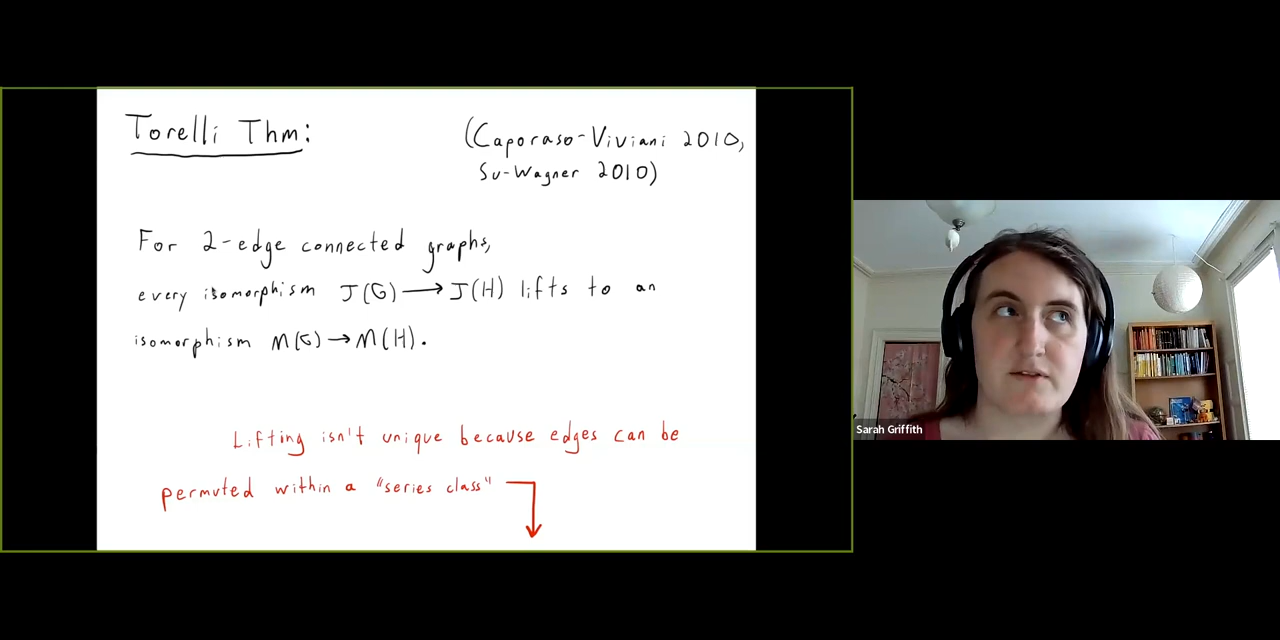 Torelli Thm:
(Caporaso-Viviani 2010,
Su-Wagner 2010)
For 2-edge connected graphs,
every isomorphism J(G) → J(H) lifts to an
isomorphism M(G) → M(H).
Lifting isn't unique because edges can be
permuted within a "series class"
Sarah Griffith